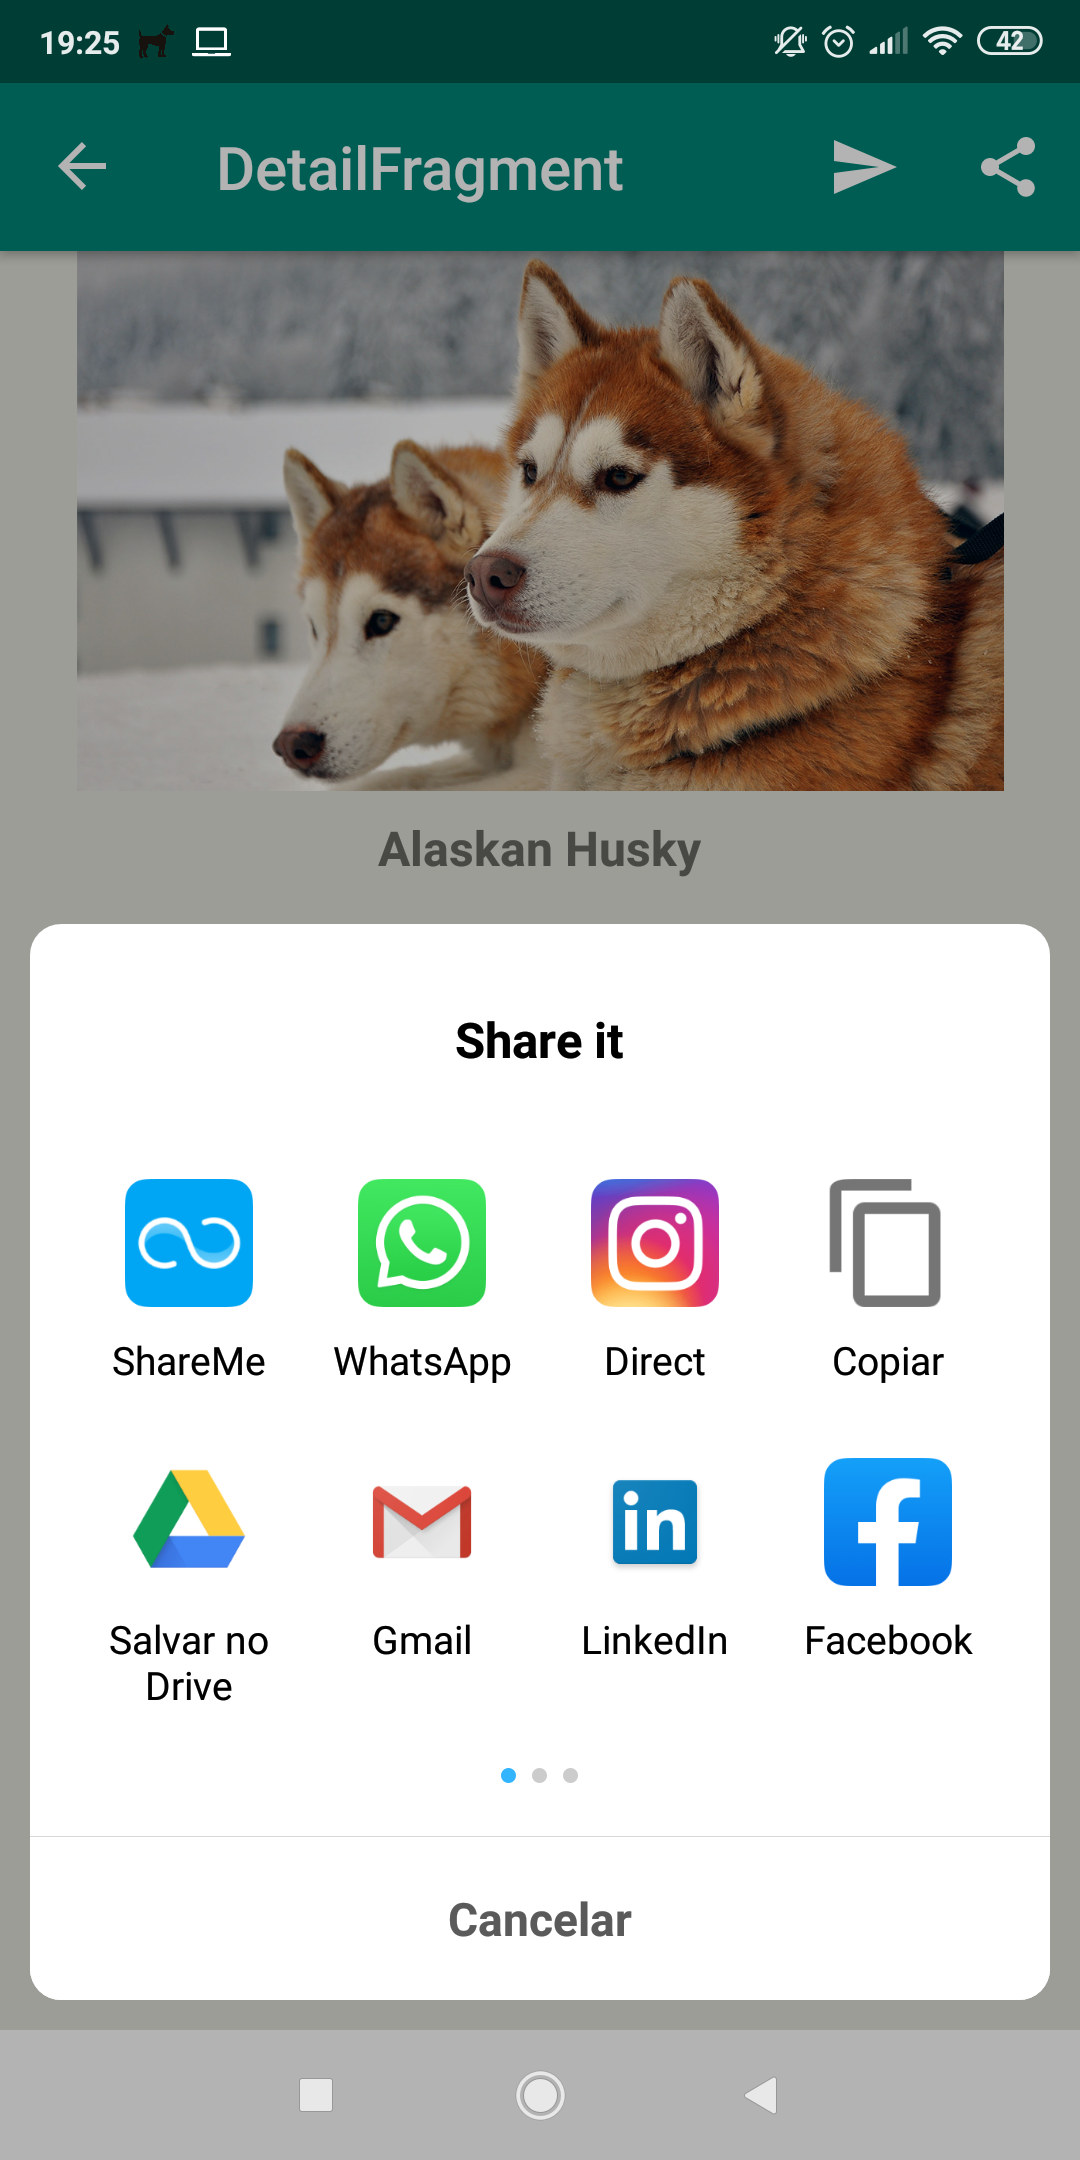 19:25
42
DetailFragment
Alaskan Husky
Share it
ShareMe
WhatsApp
Direct
Copiar
Salvar no
Drive
Gmail
LinkedIn
Facebook
Cancelar